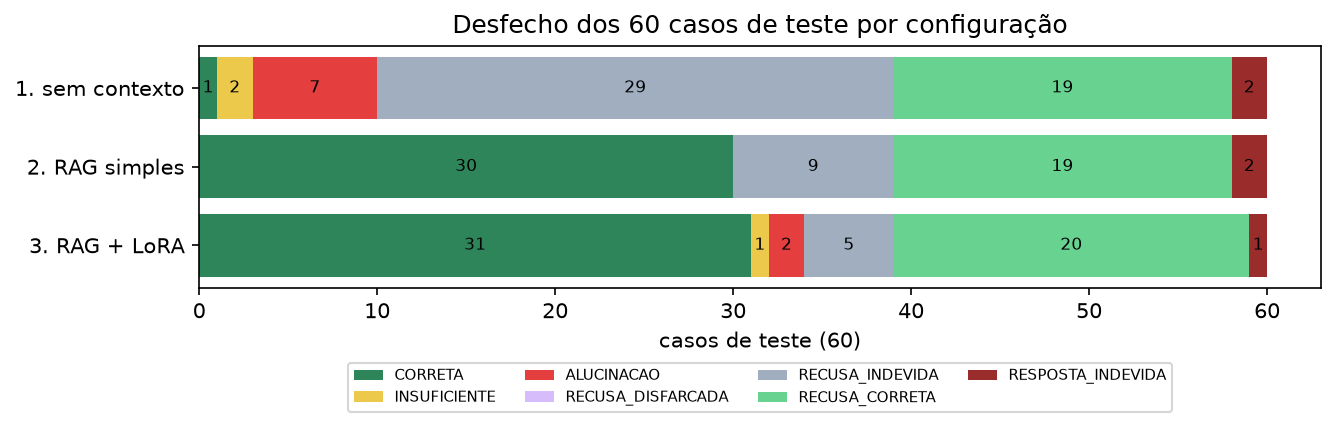 Desfecho dos 60 casos de teste por configuração
1. sem contexto
1 2 7 29 19 2
2. RAG simples
30 9 19 2
3. RAG + LoRA
31 1 2 5 20 1
0 10 20 30 40 50 60
casos de teste (60)
CORRETA ALUCINACAO RECUSA_INDEVIDA RESPOSTA_INDEVIDA
INSUFICIENTE RECUSA_DISFARCADA RECUSA_CORRETA